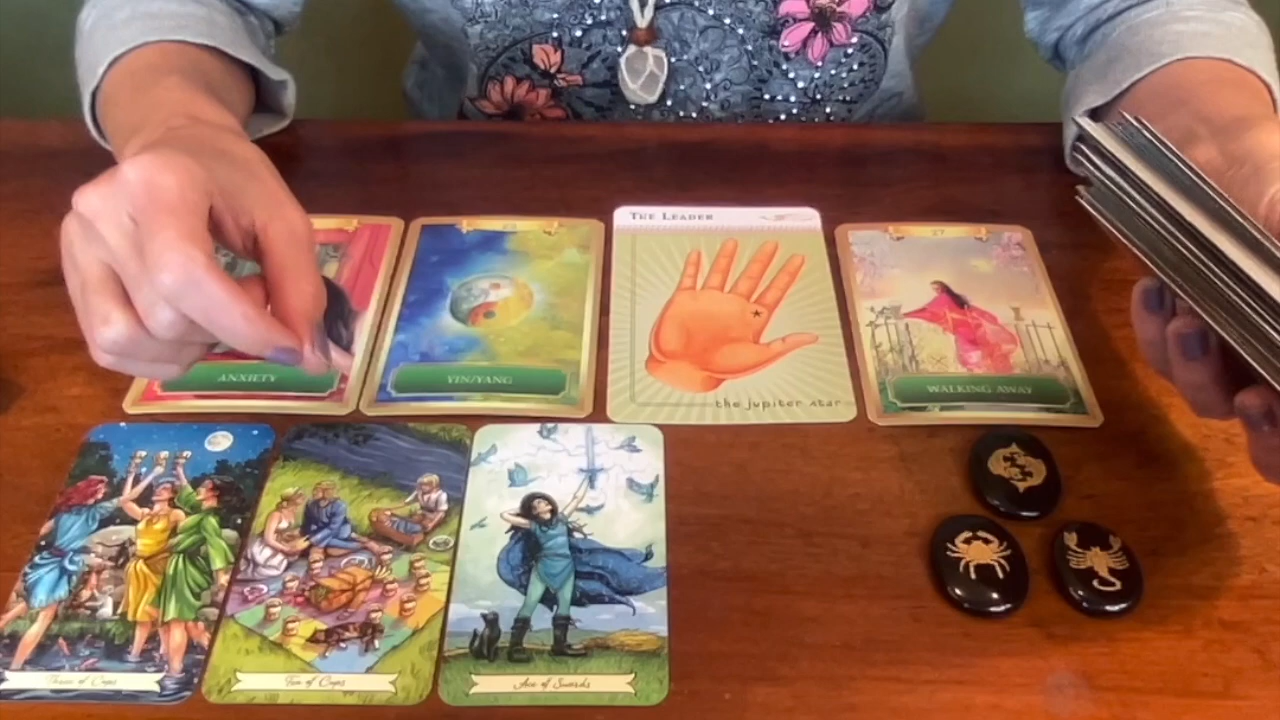 ANXIETY
YIN/YANG
THE LEADER
the jupiter star
27
WALKING AWAY
Three of Cups
Ten of Cups
Ace of Swords